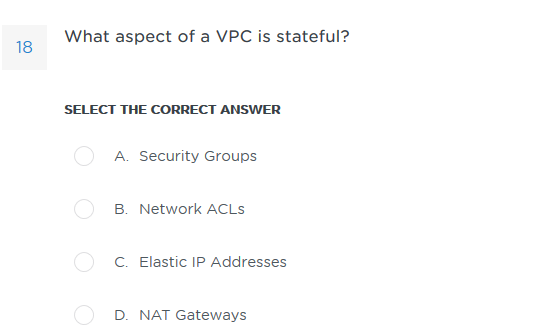 18
What aspect of a VPC is stateful?
SELECT THE CORRECT ANSWER
A. Security Groups
B. Network ACLs
C. Elastic IP Addresses
D. NAT Gateways